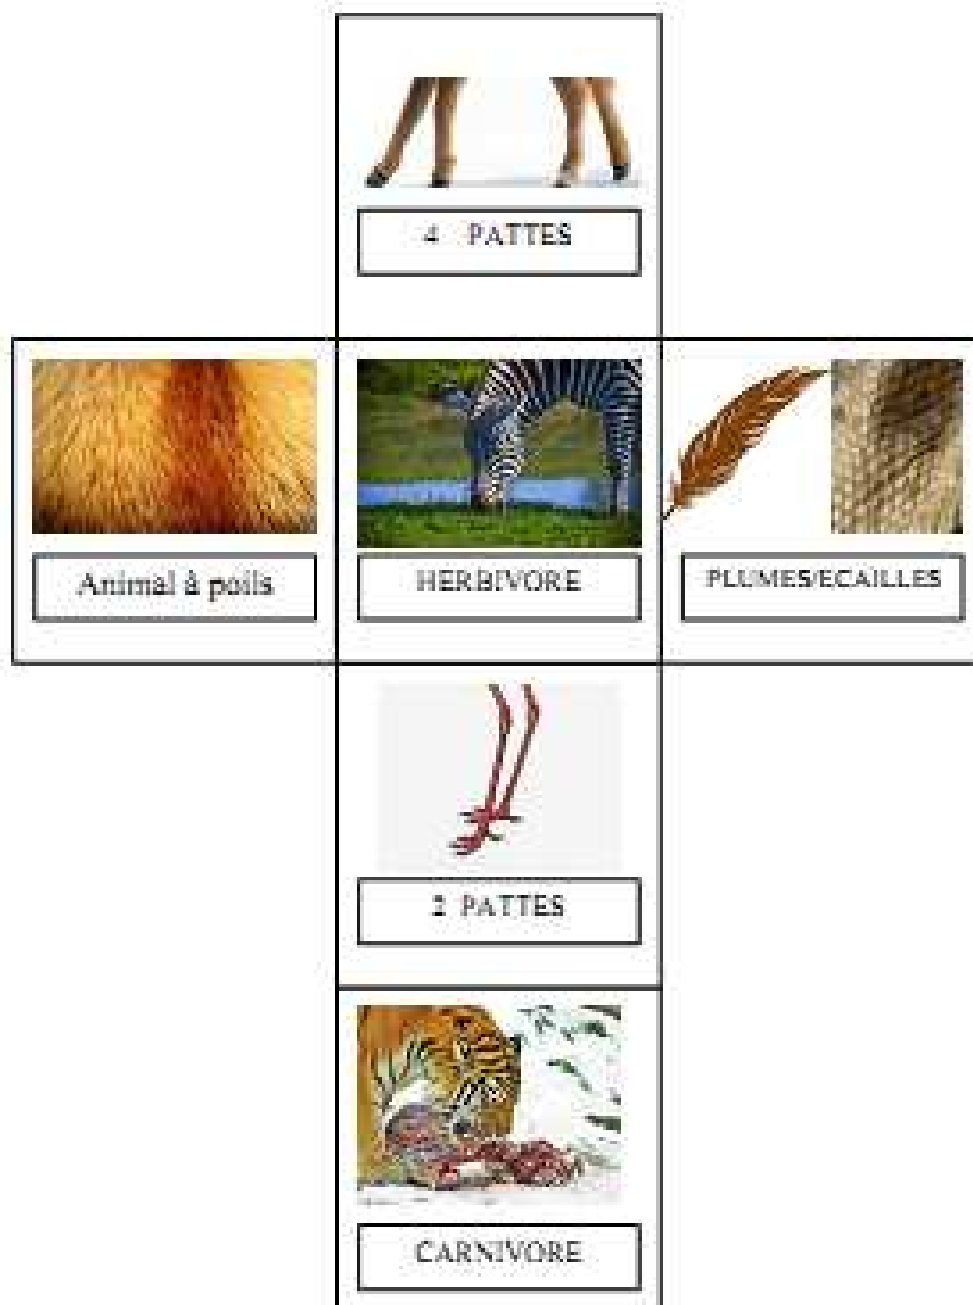 4 PATTES
Animal à poils
HERBIVORE
PLUMES/ECAILLES
2 PATTES
CARNIVORE